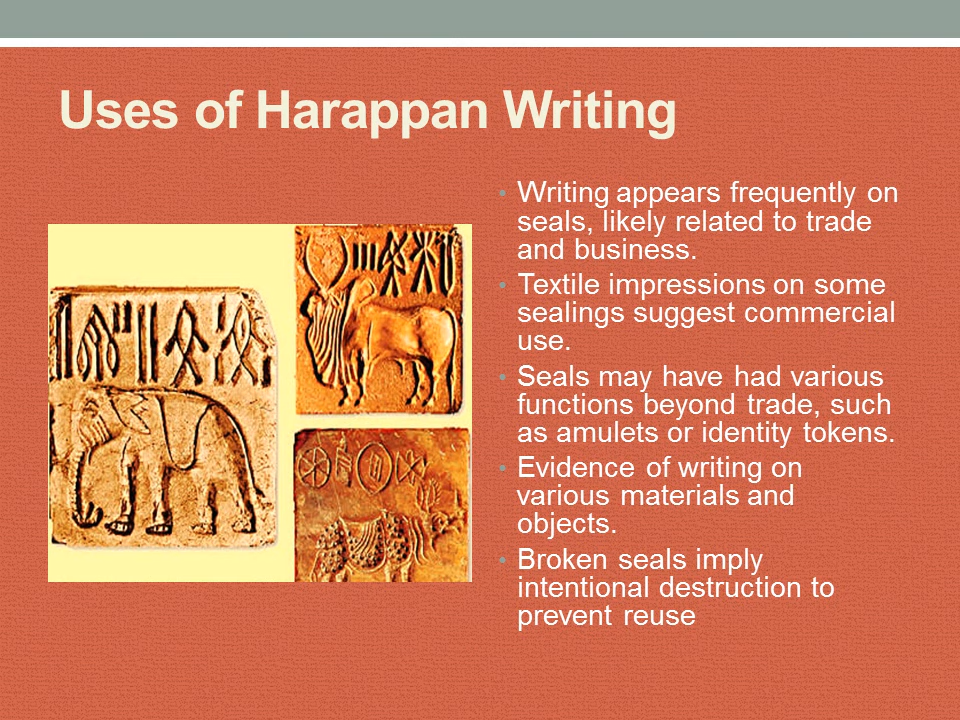 Uses of Harappan Writing
• Writing appears frequently on
seals, likely related to trade
and business.
• Textile impressions on some
sealings suggest commercial
use.
• Seals may have had various
functions beyond trade, such
as amulets or identity tokens.
• Evidence of writing on
various materials and
objects.
• Broken seals imply
intentional destruction to
prevent reuse